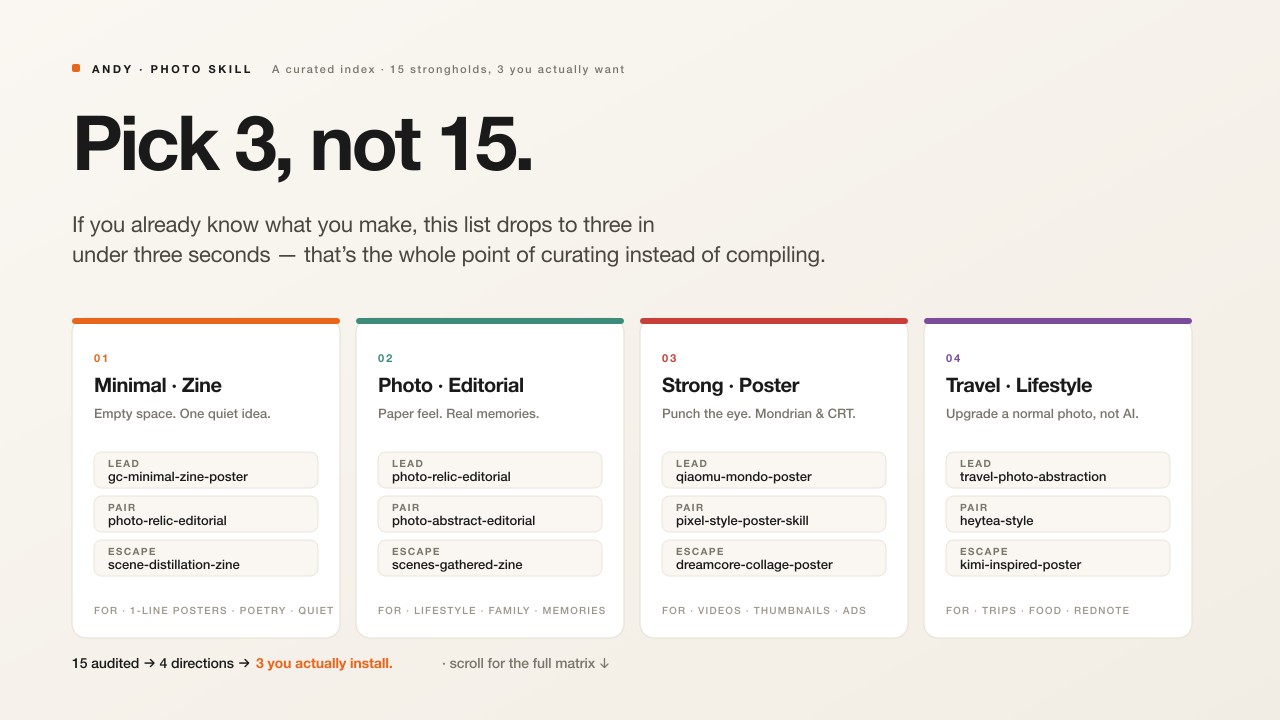 ANDY · PHOTO SKILL A curated index · 15 strongholds, 3 you actually want
Pick 3, not 15.
If you already know what you make, this list drops to three in
under three seconds — that’s the whole point of curating instead of compiling.
01
Minimal · Zine
Empty space. One quiet idea.
LEAD
gc-minimal-zine-poster
PAIR
photo-relic-editorial
ESCAPE
scene-distillation-zine
FOR · 1-LINE POSTERS · POETRY · QUIET
02
Photo · Editorial
Paper feel. Real memories.
LEAD
photo-relic-editorial
PAIR
photo-abstract-editorial
ESCAPE
scenes-gathered-zine
FOR · LIFESTYLE · FAMILY · MEMORIES
03
Strong · Poster
Punch the eye. Mondrian & CRT.
LEAD
qiaomu-mondo-poster
PAIR
pixel-style-poster-skill
ESCAPE
dreamcore-collage-poster
FOR · VIDEOS · THUMBNAILS · ADS
04
Travel · Lifestyle
Upgrade a normal photo, not AI.
LEAD
travel-photo-abstraction
PAIR
heytea-style
ESCAPE
kimi-inspired-poster
FOR · TRIPS · FOOD · REDNOTE
15 audited → 4 directions → 3 you actually install. · scroll for the full matrix ↓